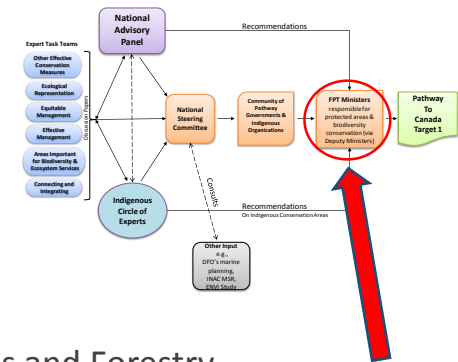 National
Advisory
Panel
Recommendations
Expert Task Teams
Other Effective
Conservation
Measures
Ecological
Representation
Equitable
Management
Effective
Management
Areas Important
for Biodiversity &
Ecosystem Services
Connecting and
Integrating
Discussion Papers
National
Steering
Committee
Community of
Pathway
Governments &
Indigenous
Organizations
FPT Ministers
responsible for
protected areas &
biodiversity
conservation (via
Deputy Ministers)
Pathway
To
Canada
Target 1
Indigenous
Circle of
Experts
Consults
Recommendations
On Indigenous Conservation Areas
Other Input
e.g.,
DFO's marine
planning,
INAC MSR,
ENVI Study
s and Forestry